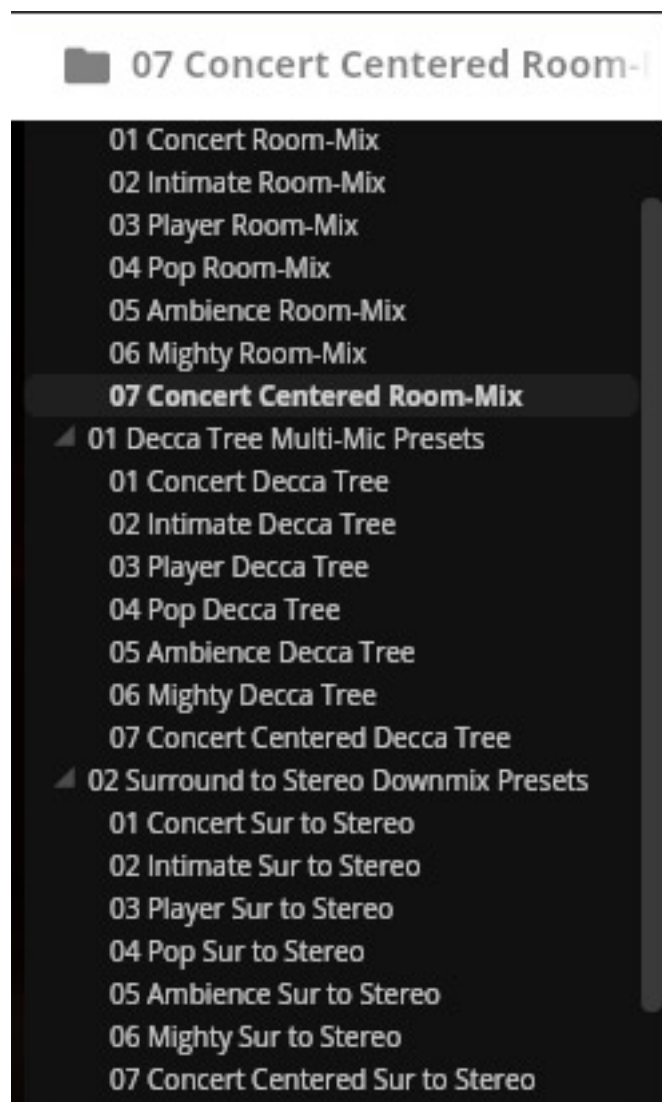 07 Concert Centered Room-
01 Concert Room-Mix
02 Intimate Room-Mix
03 Player Room-Mix
04 Pop Room-Mix
05 Ambience Room-Mix
06 Mighty Room-Mix
07 Concert Centered Room-Mix
01 Decca Tree Multi-Mic Presets
01 Concert Decca Tree
02 Intimate Decca Tree
03 Player Decca Tree
04 Pop Decca Tree
05 Ambience Decca Tree
06 Mighty Decca Tree
07 Concert Centered Decca Tree
02 Surround to Stereo Downmix Presets
01 Concert Sur to Stereo
02 Intimate Sur to Stereo
03 Player Sur to Stereo
04 Pop Sur to Stereo
05 Ambience Sur to Stereo
06 Mighty Sur to Stereo
07 Concert Centered Sur to Stereo